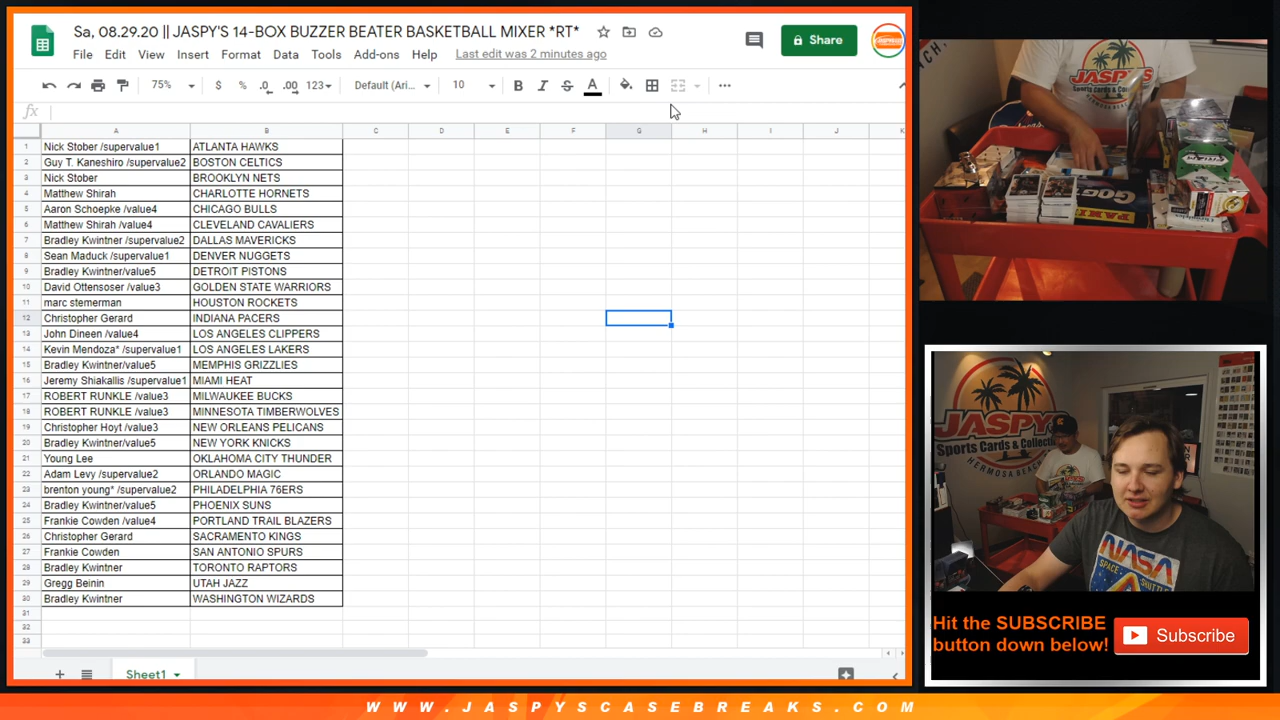 Sa, 08.29.20 || JASPY'S 14-BOX BUZZER BEATER BASKETBALL MIXER *RT*
File Edit View Insert Format Data Tools Add-ons Help Last edit was 2 minutes ago
Share
75% $ % .0 .00 123 Default (Ari... 10 B I S A
fx
A B C D E F G H I J K
1 Nick Stober /supervalue1 ATLANTA HAWKS
2 Guy T. Kaneshiro /supervalue2 BOSTON CELTICS
3 Nick Stober BROOKLYN NETS
4 Matthew Shirah CHARLOTTE HORNETS
5 Aaron Schoepke /value4 CHICAGO BULLS
6 Matthew Shirah /value4 CLEVELAND CAVALIERS
7 Bradley Kwintner /supervalue2 DALLAS MAVERICKS
8 Sean Maduck /supervalue1 DENVER NUGGETS
9 Bradley Kwintner/value5 DETROIT PISTONS
10 David Ottensoser /value3 GOLDEN STATE WARRIORS
11 marc stemerman HOUSTON ROCKETS
12 Christopher Gerard INDIANA PACERS
13 John Dineen /value4 LOS ANGELES CLIPPERS
14 Kevin Mendoza* /supervalue1 LOS ANGELES LAKERS
15 Bradley Kwintner/value5 MEMPHIS GRIZZLIES
16 Jeremy Shiakallis /supervalue1 MIAMI HEAT
17 ROBERT RUNKLE /value3 MILWAUKEE BUCKS
18 ROBERT RUNKLE /value3 MINNESOTA TIMBERWOLVES
19 Christopher Hoyt /value3 NEW ORLEANS PELICANS
20 Bradley Kwintner/value5 NEW YORK KNICKS
21 Young Lee OKLAHOMA CITY THUNDER
22 Adam Levy /supervalue2 ORLANDO MAGIC
23 brenton young* /supervalue2 PHILADELPHIA 76ERS
24 Bradley Kwintner/value5 PHOENIX SUNS
25 Frankie Cowden /value4 PORTLAND TRAIL BLAZERS
26 Christopher Gerard SACRAMENTO KINGS
27 Frankie Cowden SAN ANTONIO SPURS
28 Bradley Kwintner TORONTO RAPTORS
29 Gregg Beinin UTAH JAZZ
30 Bradley Kwintner WASHINGTON WIZARDS
31
32
33
Sheet1
JASPY'S
JASPY'S
Sports Cards & Collectibles
HERMOSA BEACH
PANINI
NASA
SPACE SHUTTLE
Hit the SUBSCRIBE
button down below!
Subscribe
WWW.JASPYSCASEBREAKS.COM